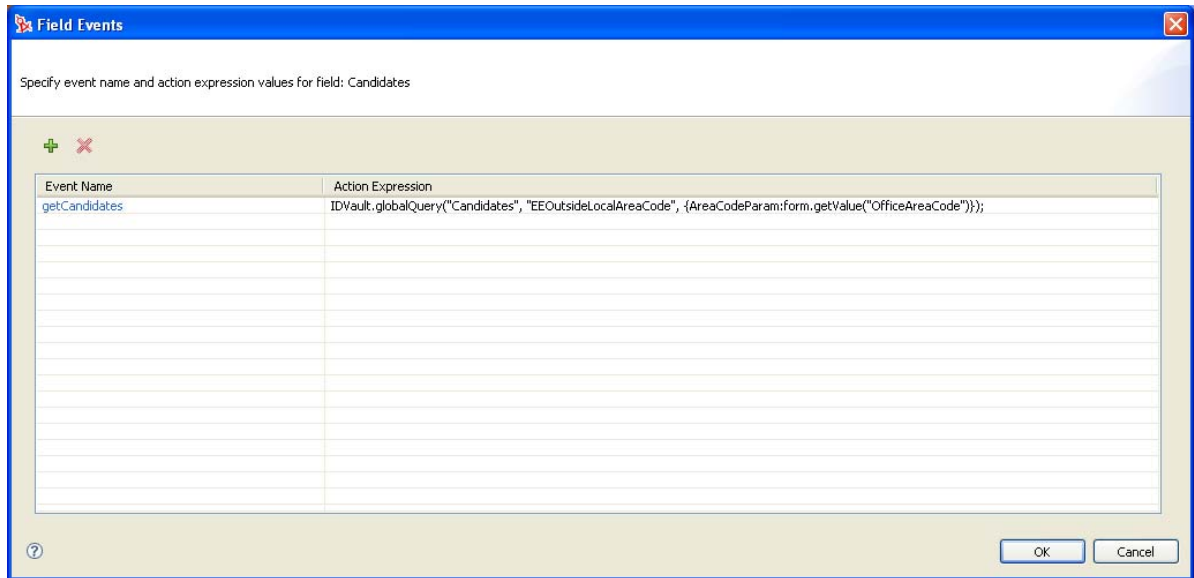 Field Events
Specify event name and action expression values for field: Candidates
Event Name Action Expression
getCandidates IDVault.globalQuery("Candidates", "EEOutsideLocalAreaCode", {AreaCodeParam:form.getValue("OfficeAreaCode")});
?
OK Cancel